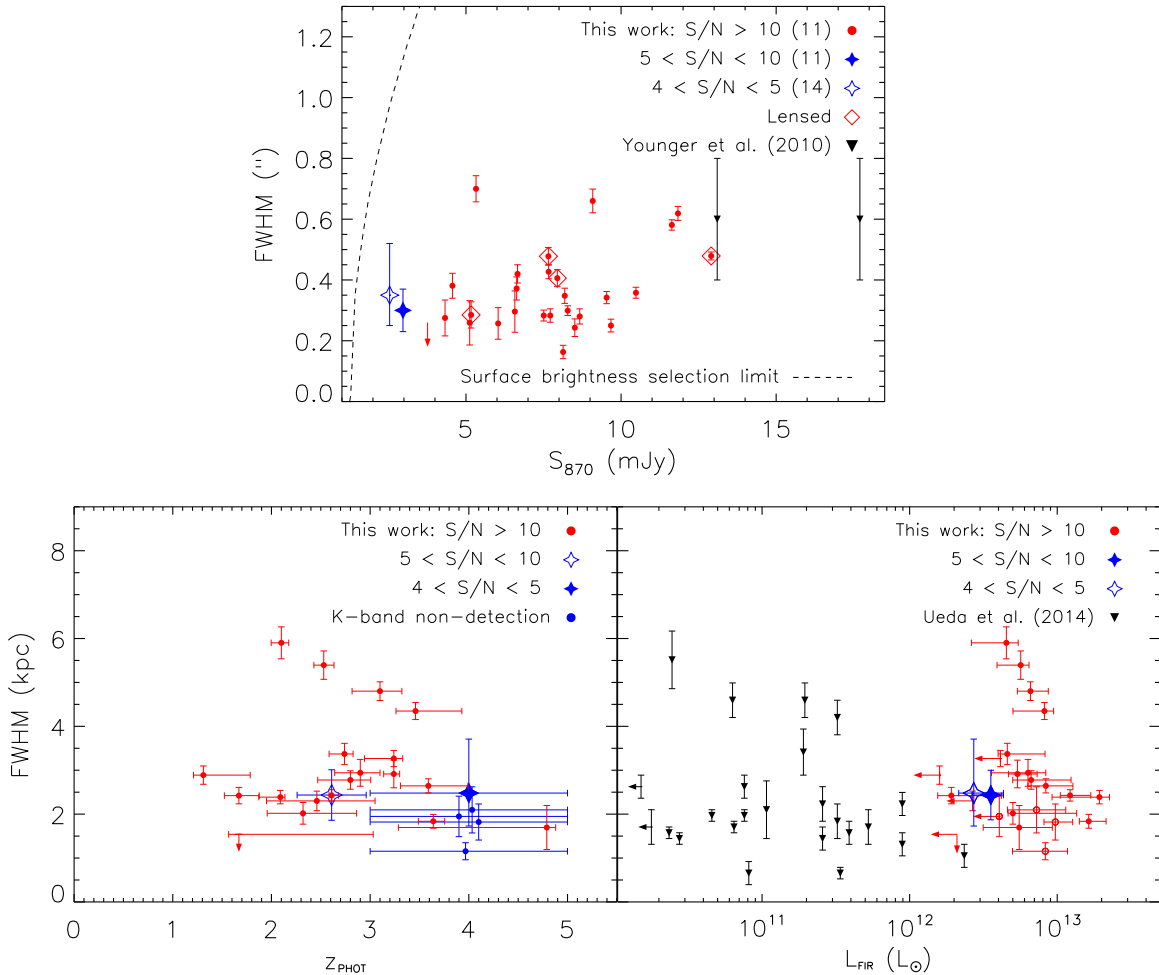 This work: S/N > 10 (11)
5 < S/N < 10 (11)
4 < S/N < 5 (14)
Lensed
Younger et al. (2010)
Surface brightness selection limit
FWHM ('')
0.0
0.2
0.4
0.6
0.8
1.0
1.2
5
10
15
S870 (mJy)
This work: S/N > 10
5 < S/N < 10
4 < S/N < 5
K-band non-detection
FWHM (kpc)
0
2
4
6
8
0
1
2
3
4
5
zPHOT
This work: S/N > 10
5 < S/N < 10
4 < S/N < 5
Ueda et al. (2014)
10^11
10^12
10^13
LFIR (L⊙)